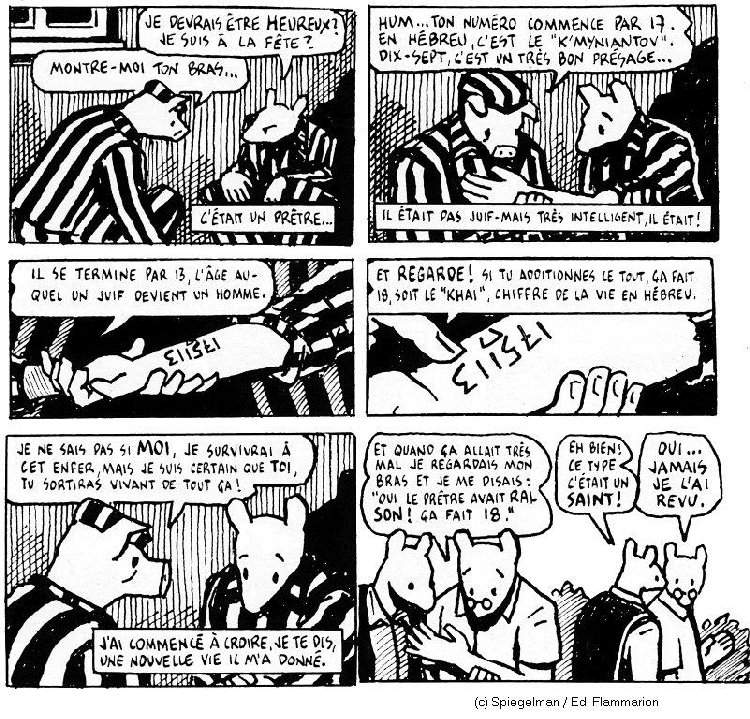 JE DEVRAIS ÊTRE HEUREUX?
JE SUIS À LA FÊTE?
MONTRE-MOI TON BRAS...
C'ÉTAIT UN PRÊTRE...
HUM... TON NUMÉRO COMMENCE PAR 17.
EN HÉBREU, C'EST LE "K'MYNIANTOV".
DIX-SEPT, C'EST UN TRÈS BON PRÉSAGE...
IL ÉTAIT PAS JUIF-MAIS TRÈS INTELLIGENT, IL ÉTAIT!
IL SE TERMINE PAR 13, L'ÂGE AU-
QUEL UN JUIF DEVIENT UN HOMME.
175113
ET REGARDE! SI TU ADDITIONNES LE TOUT, ÇA FAIT
18, SOIT LE "KHAI", CHIFFRE DE LA VIE EN HÉBREU.
175113
JE NE SAIS PAS SI MOI, JE SURVIVRAI À
CET ENFER, MAIS JE SUIS CERTAIN QUE TOI,
TU SORTIRAS VIVANT DE TOUT ÇA!
J'AI COMMENCÉ À CROIRE, JE TE DIS,
UNE NOUVELLE VIE IL M'A DONNÉ.
ET QUAND ÇA ALLAIT TRÈS
MAL JE REGARDAIS MON
BRAS ET JE ME DISAIS:
"OUI LE PRÊTRE AVAIT RAI-
SON! ÇA FAIT 18."
EH BIEN!
CE TYPE
C'ÉTAIT UN
SAINT!
OUI...
JAMAIS
JE L'AI
REVU.
(c) Spiegelman / Ed Flammarion